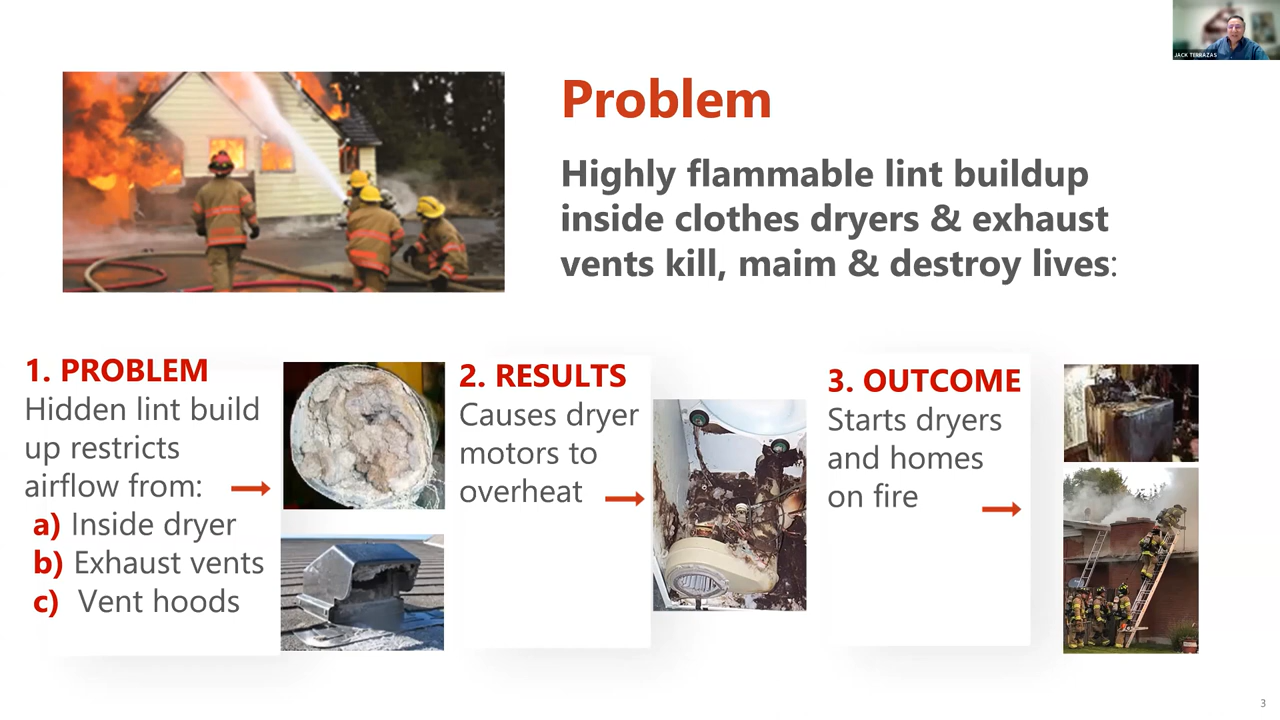 JACK TERRAZAS
Problem
Highly flammable lint buildup
inside clothes dryers & exhaust
vents kill, maim & destroy lives:
1. PROBLEM
Hidden lint build
up restricts
airflow from:
a) Inside dryer
b) Exhaust vents
c) Vent hoods
2. RESULTS
Causes dryer
motors to
overheat
3. OUTCOME
Starts dryers
and homes
on fire
3